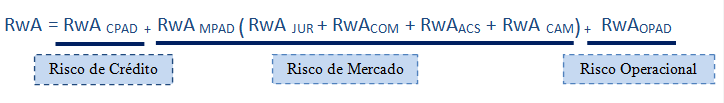 RwA = RwA CPAD + RwA MPAD ( RwA JUR + RwACOM + RwAACS + RwA CAM) + RwAOPAD
Risco de Crédito Risco de Mercado Risco Operacional